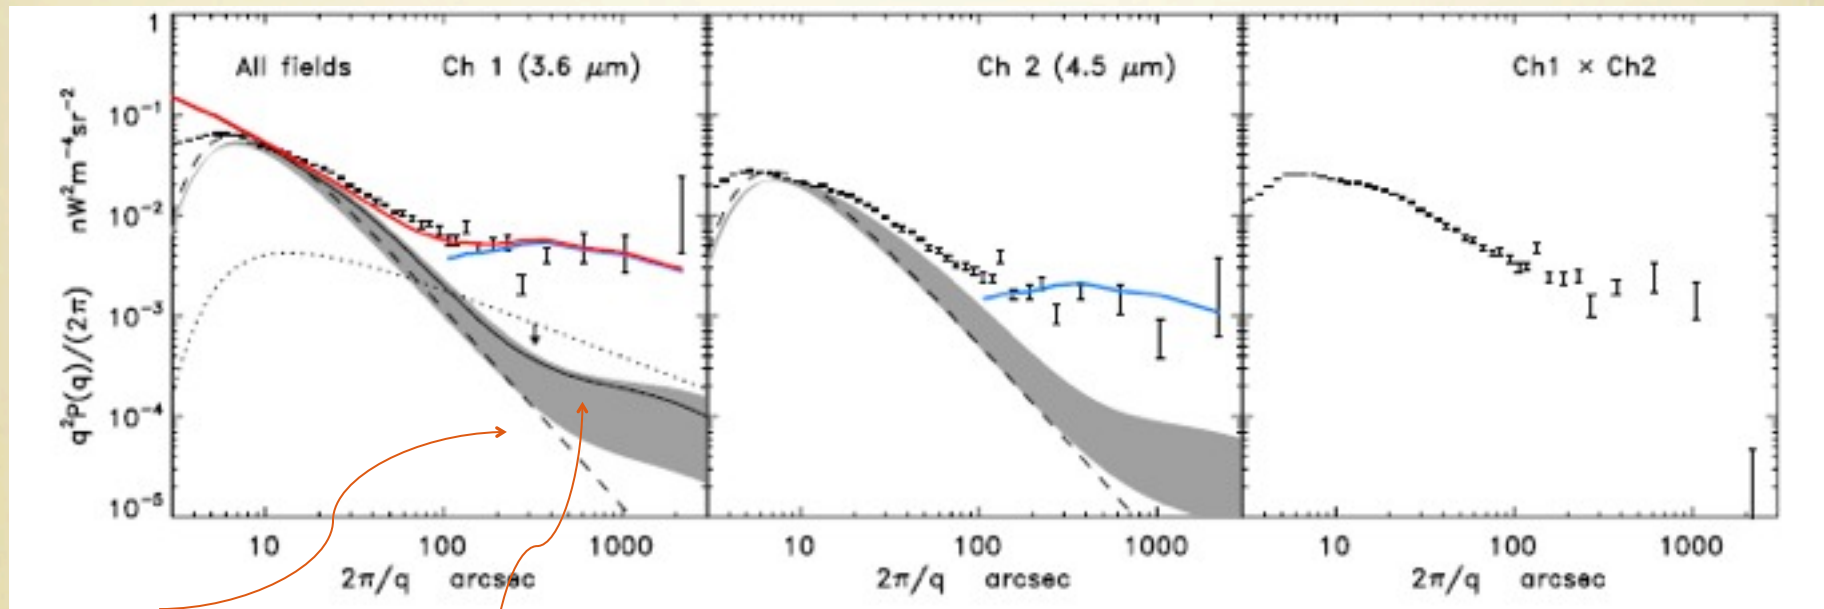 All fields Ch 1 (3.6 μm) Ch 2 (4.5 μm) Ch1 × Ch2
q²P(q)/(2π) nW²m⁻⁴sr⁻²
1
10⁻¹
10⁻²
10⁻³
10⁻⁴
10⁻⁵
10 100 1000 10 100 1000 10 100 1000
2π/q arcsec 2π/q arcsec 2π/q arcsec